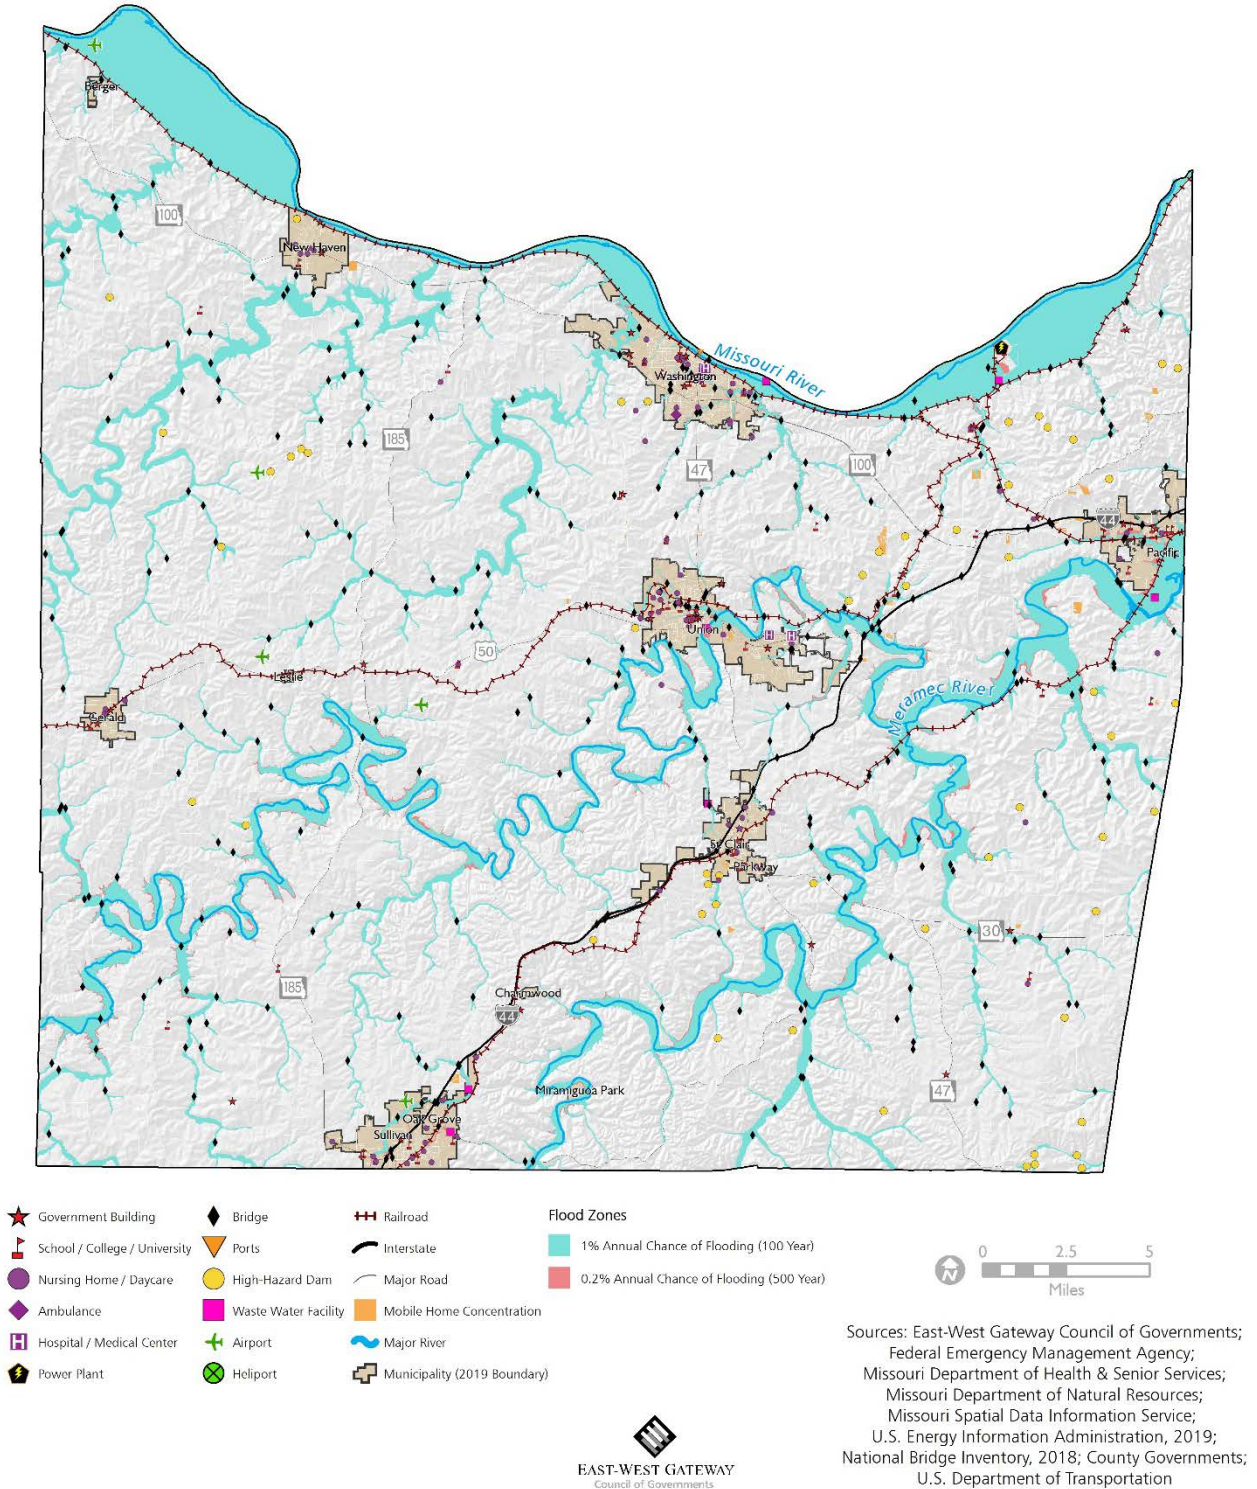 Berger
100
New Haven
Missouri River
Washington
185
47
100
44
Pacific
Union
50
Leslie
Gerald
Meramec River
St Clair
Parkway
30
185
Charmwood
44
Miramiguoa Park
47
Oak Grove
Sullivan
Government Building
School / College / University
Nursing Home / Daycare
Ambulance
Hospital / Medical Center
Power Plant
Bridge
Ports
High-Hazard Dam
Waste Water Facility
Airport
Heliport
Railroad
Interstate
Major Road
Mobile Home Concentration
Major River
Municipality (2019 Boundary)
Flood Zones
1% Annual Chance of Flooding (100 Year)
0.2% Annual Chance of Flooding (500 Year)
N
0 2.5 5
Miles
Sources: East-West Gateway Council of Governments;
Federal Emergency Management Agency;
Missouri Department of Health & Senior Services;
Missouri Department of Natural Resources;
Missouri Spatial Data Information Service;
U.S. Energy Information Administration, 2019;
National Bridge Inventory, 2018; County Governments;
U.S. Department of Transportation
EAST-WEST GATEWAY
Council of Governments